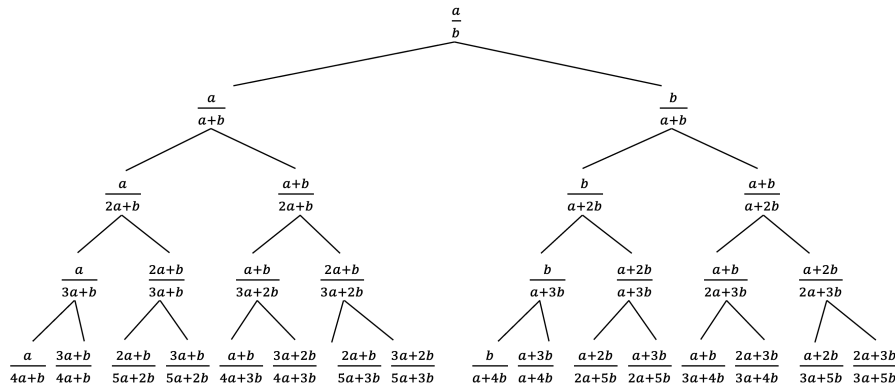 a/b
a/a+b b/a+b
a/2a+b a+b/2a+b b/a+2b a+b/a+2b
a/3a+b 2a+b/3a+b a+b/3a+2b 2a+b/3a+2b b/a+3b a+2b/a+3b a+b/2a+3b a+2b/2a+3b
a/4a+b 3a+b/4a+b 2a+b/5a+2b 3a+b/5a+2b a+b/4a+3b 3a+2b/4a+3b 2a+b/5a+3b 3a+2b/5a+3b b/a+4b a+3b/a+4b a+2b/2a+5b a+3b/2a+5b a+b/3a+4b 2a+3b/3a+4b a+2b/3a+5b 2a+3b/3a+5b